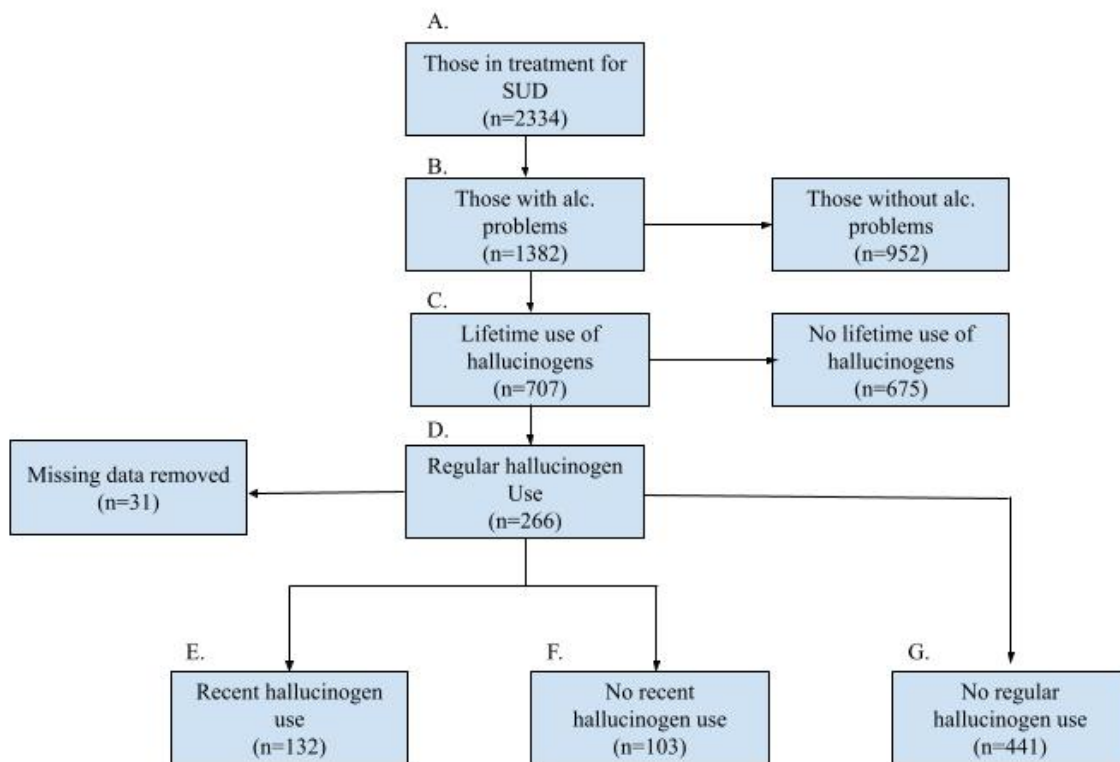 A.
Those in treatment for
SUD
(n=2334)
B.
Those with alc.
problems
(n=1382)
Those without alc.
problems
(n=952)
C.
Lifetime use of
hallucinogens
(n=707)
No lifetime use of
hallucinogens
(n=675)
D.
Regular hallucinogen
Use
(n=266)
Missing data removed
(n=31)
E.
Recent hallucinogen
use
(n=132)
F.
No recent
hallucinogen use
(n=103)
G.
No regular
hallucinogen use
(n=441)